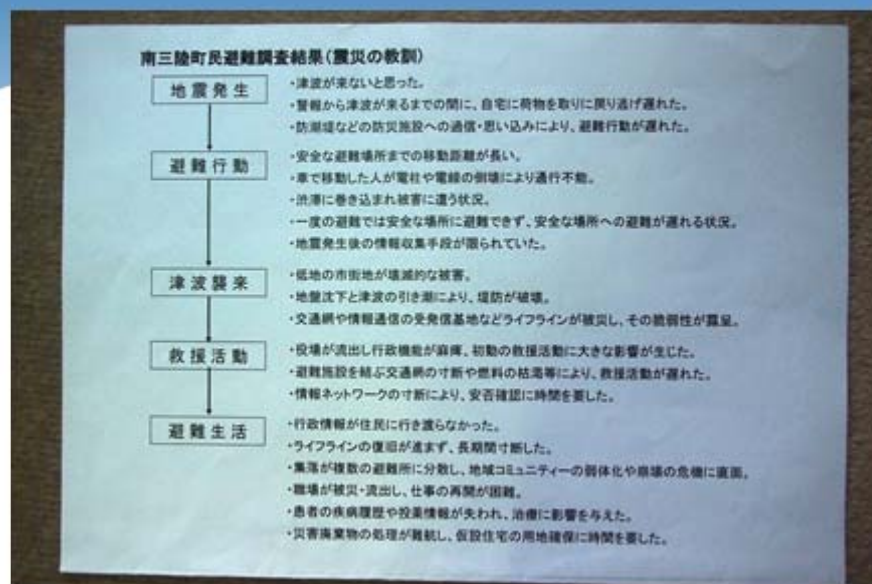 南三陸町民避難調査結果(震災の教訓)
地震発生
・津波が来ないと思った。
・警報から津波が来るまでの間に、自宅に荷物を取りに戻り逃げ遅れた。
・防潮堤などの防災施設への過信・思い込みにより、避難行動が遅れた。
避難行動
・安全な避難場所までの移動距離が長い。
・車で移動した人が電柱や電線の倒壊により通行不能。
・渋滞に巻き込まれ被害に遭う状況。
・一度の避難では安全な場所に避難できず、安全な場所への避難が遅れる状況。
・地震発生後の情報収集手段が限られていた。
津波襲来
・低地の市街地が壊滅的な被害。
・地盤沈下と津波の引き潮により、堤防が破壊。
・交通網や情報通信の受発信基地などライフラインが被災し、その脆弱性が露呈。
救援活動
・役場が流出し行政機能が麻痺、初動の救援活動に大きな影響が生じた。
・避難施設を結ぶ交通網の寸断や燃料の枯渇等により、救援活動が遅れた。
・情報ネットワークの寸断により、安否確認に時間を要した。
避難生活
・行政情報が住民に行き渡らなかった。
・ライフラインの復旧が進まず、長期間寸断した。
・集落が複数の避難所に分散し、地域コミュニティーの弱体化や崩壊の危機に直面。
・職場が被災・流出し、仕事の再開が困難。
・患者の疾病履歴や投薬情報が失われ、治療に影響を与えた。
・災害廃棄物の処理が難航し、仮設住宅の用地確保に時間を要した。